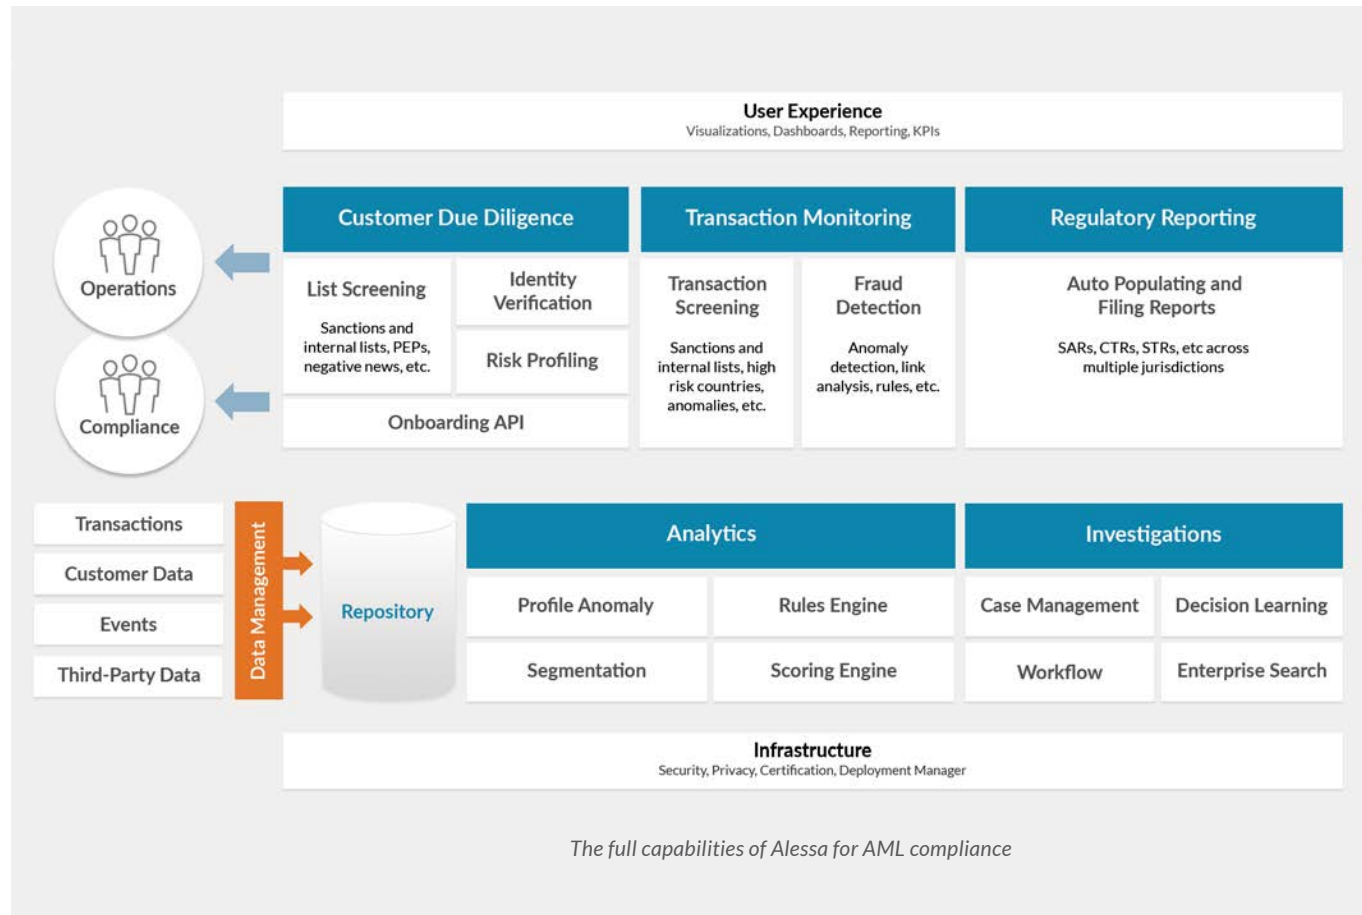 User Experience
Visualizations, Dashboards, Reporting, KPIs
Operations
Compliance
Customer Due Diligence
List Screening
Sanctions and
internal lists, PEPs,
negative news, etc.
Identity
Verification
Risk Profiling
Onboarding API
Transaction Monitoring
Transaction
Screening
Sanctions and
internal lists, high
risk countries,
anomalies, etc.
Fraud
Detection
Anomaly
detection, link
analysis, rules, etc.
Regulatory Reporting
Auto Populating and
Filing Reports
SARs, CTRs, STRs, etc across
multiple jurisdictions
Transactions
Customer Data
Events
Third-Party Data
Data Management
Repository
Analytics
Profile Anomaly
Rules Engine
Segmentation
Scoring Engine
Investigations
Case Management
Decision Learning
Workflow
Enterprise Search
Infrastructure
Security, Privacy, Certification, Deployment Manager
The full capabilities of Alessa for AML compliance